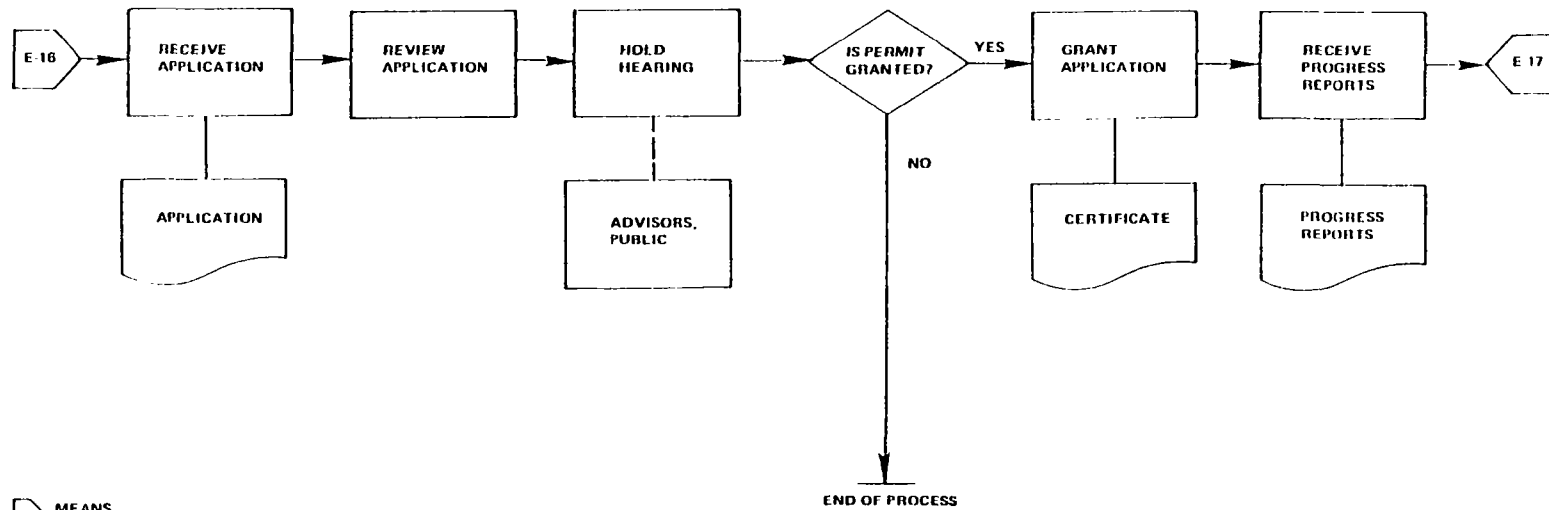 E-16
RECEIVE
APPLICATION
REVIEW
APPLICATION
HOLD
HEARING
IS PERMIT
GRANTED?
YES
GRANT
APPLICATION
RECEIVE
PROGRESS
REPORTS
E 17
NO
APPLICATION
ADVISORS,
PUBLIC
CERTIFICATE
PROGRESS
REPORTS
END OF PROCESS
MEANS